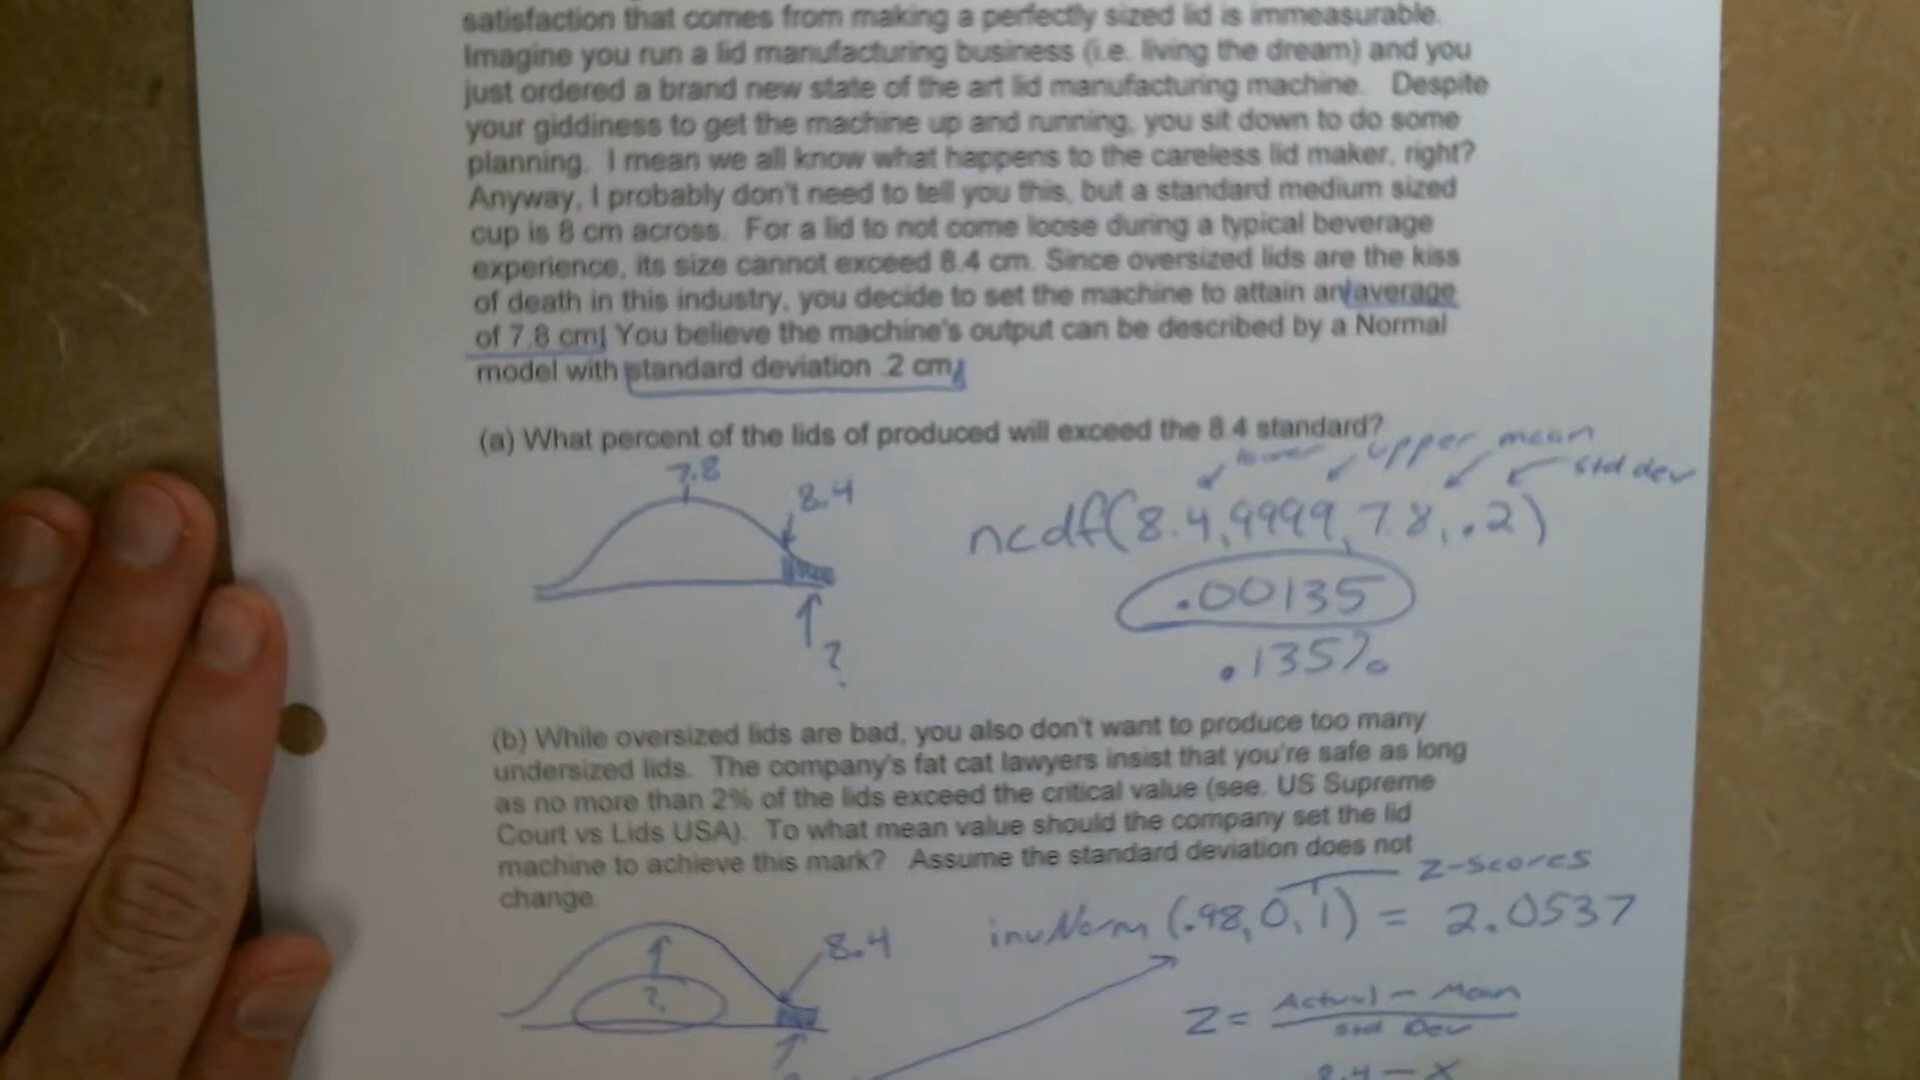 satisfaction that comes from making a perfectly sized lid is immeasurable.
Imagine you run a lid manufacturing business (i.e. living the dream) and you
just ordered a brand new state of the art lid manufacturing machine. Despite
your giddiness to get the machine up and running, you sit down to do some
planning. I mean we all know what happens to the careless lid maker, right?
Anyway, I probably don't need to tell you this, but a standard medium sized
cup is 8 cm across. For a lid to not come loose during a typical beverage
experience, its size cannot exceed 8.4 cm. Since oversized lids are the kiss
of death in this industry, you decide to set the machine to attain an average
of 7.8 cm. You believe the machine's output can be described by a Normal
model with standard deviation .2 cm.
(a) What percent of the lids of produced will exceed the 8.4 standard?
lower upper mean
std dev
7.8
8.4
ncdf(8.4,9999,7.8,.2)
.00135
?
.135%
(b) While oversized lids are bad, you also don't want to produce too many
undersized lids. The company's fat cat lawyers insist that you're safe as long
as no more than 2% of the lids exceed the critical value (see. US Supreme
Court vs Lids USA). To what mean value should the company set the lid
machine to achieve this mark? Assume the standard deviation does not
change.
z-scores
invNorm (.98,0,1) = 2.0537
8.4
?
Z = Actual - Mean
Std Dev
8.4 - X